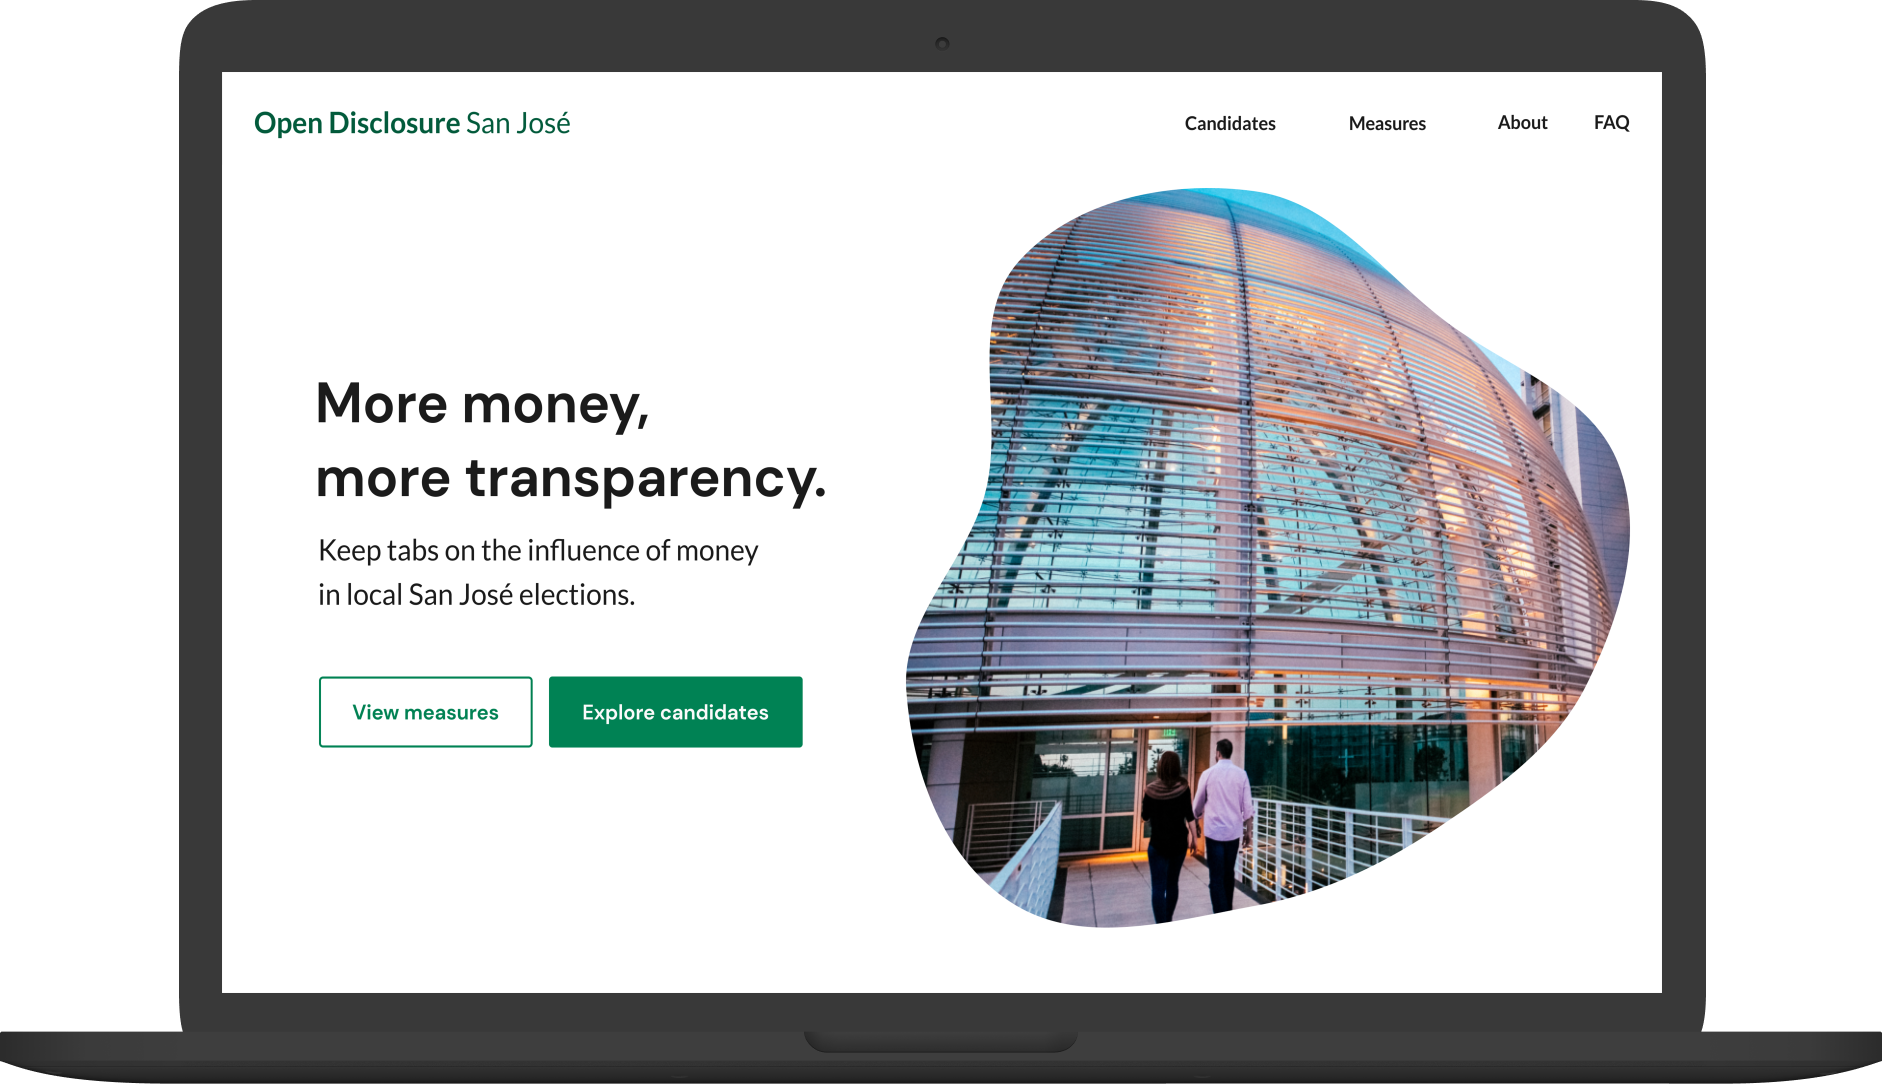 Open Disclosure San José
Candidates Measures About FAQ
More money,
more transparency.
Keep tabs on the influence of money
in local San José elections.
View measures Explore candidates